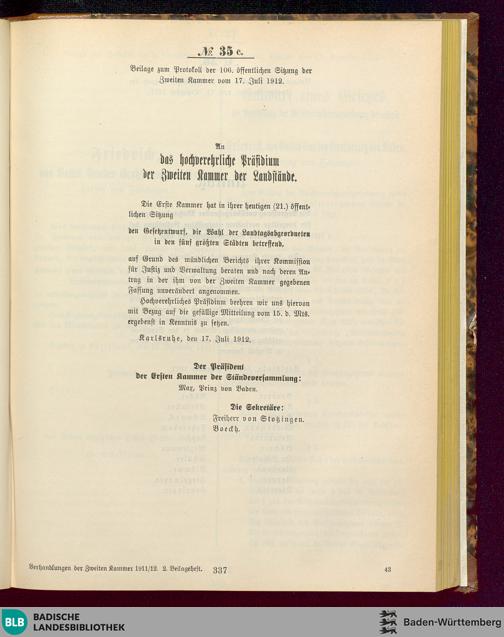 № 35 c.
Beilage zum Protokoll der 106. öffentlichen Sitzung der
Zweiten Kammer vom 17. Juli 1912.
An
das hochverehrliche Präsidium
der Zweiten Kammer der Landstände.
Die Erste Kammer hat in ihrer heutigen (21.) öffent-
lichen Sitzung
den Gesetzentwurf, die Wahl der Landtagsabgeordneten
in den fünf größten Städten betreffend,
auf Grund des mündlichen Berichts ihrer Kommission
für Justiz und Verwaltung beraten und nach deren An-
trag in der ihm von der Zweiten Kammer gegebenen
Fassung unverändert angenommen.
Hochverehrliches Präsidium beehren wir uns hiervon
mit Bezug auf die gefällige Mitteilung vom 15. d. Mts.
ergebenst in Kenntnis zu setzen.
Karlsruhe, den 17. Juli 1912.
Der Präsident
der Ersten Kammer der Ständeversammlung:
Max, Prinz von Baden.
Die Sekretäre:
Freiherr von Stotzingen.
Boeckh.
Verhandlungen der Zweiten Kammer 1911/12. 2. Beilagenheft. 337 43
BLB BADISCHE
LANDESBIBLIOTHEK
Baden-Württemberg